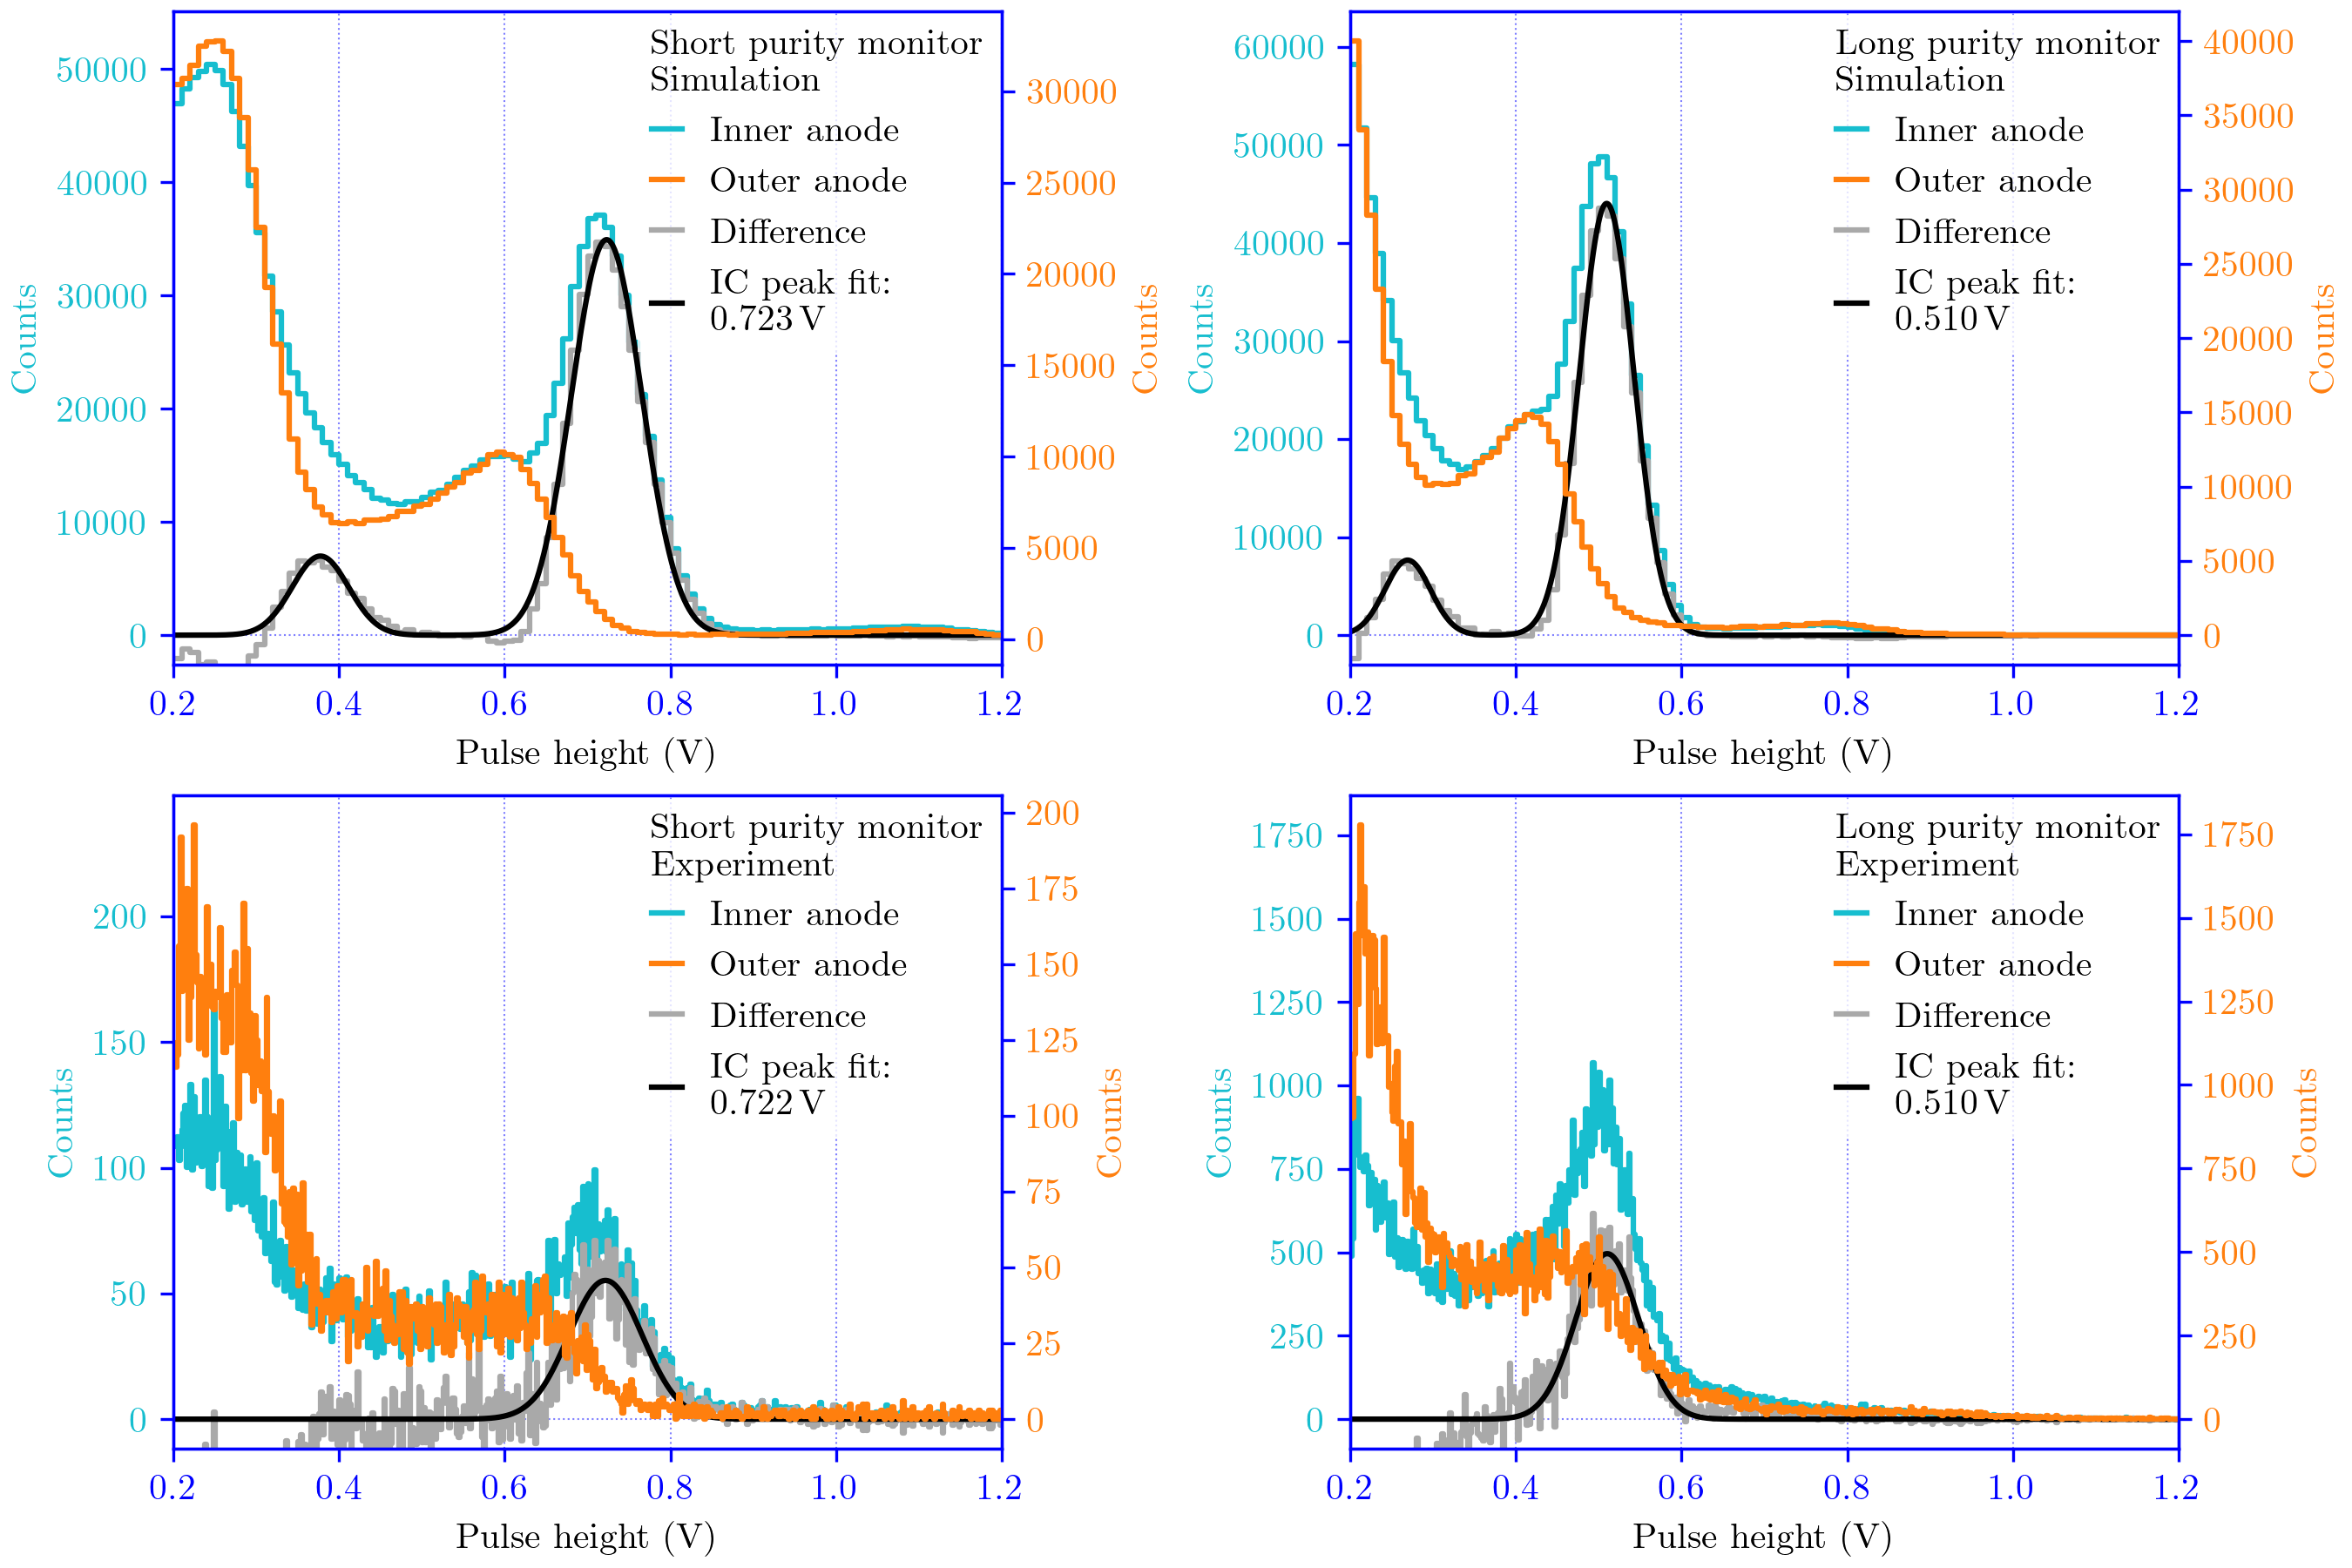 Short purity monitor
Simulation
Inner anode
Outer anode
Difference
IC peak fit:
0.723 V
50000
40000
30000
20000
10000
0
Counts
30000
25000
20000
15000
10000
5000
0
Counts
0.2 0.4 0.6 0.8 1.0 1.2
Pulse height (V)
Long purity monitor
Simulation
Inner anode
Outer anode
Difference
IC peak fit:
0.510 V
60000
50000
40000
30000
20000
10000
0
Counts
40000
35000
30000
25000
20000
15000
10000
5000
0
Counts
0.2 0.4 0.6 0.8 1.0 1.2
Pulse height (V)
Short purity monitor
Experiment
Inner anode
Outer anode
Difference
IC peak fit:
0.722 V
200
150
100
50
0
Counts
200
175
150
125
100
75
50
25
0
Counts
0.2 0.4 0.6 0.8 1.0 1.2
Pulse height (V)
Long purity monitor
Experiment
Inner anode
Outer anode
Difference
IC peak fit:
0.510 V
1750
1500
1250
1000
750
500
250
0
Counts
1750
1500
1250
1000
750
500
250
0
Counts
0.2 0.4 0.6 0.8 1.0 1.2
Pulse height (V)